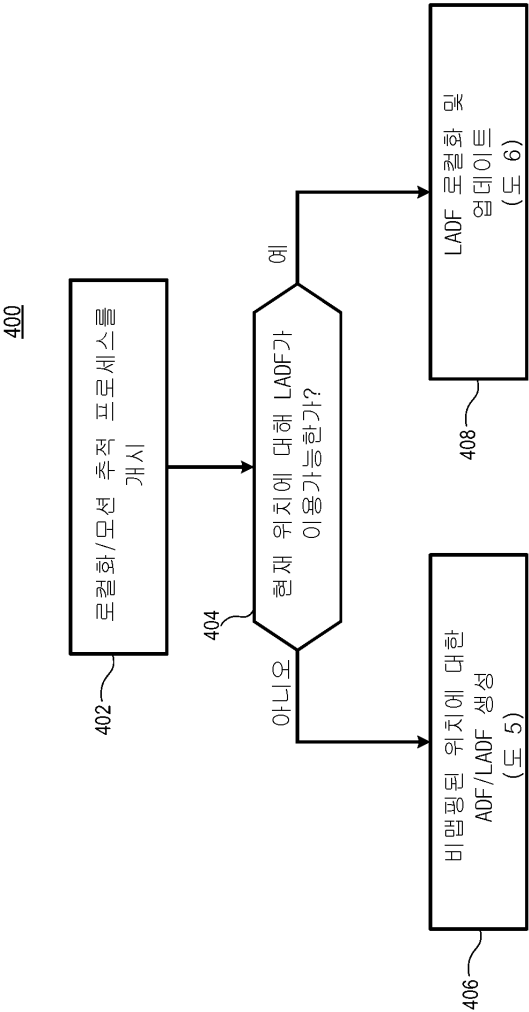 400
로컬화/모션 추적 프로세스를
개시
402
현재 위치에 대해 LADF가
이용가능한가?
404
아니오
예
비맵핑된 위치에 대한
ADF/LADF 생성
(도 5)
406
LADF 로컬화 및
업데이트
(도 6)
408